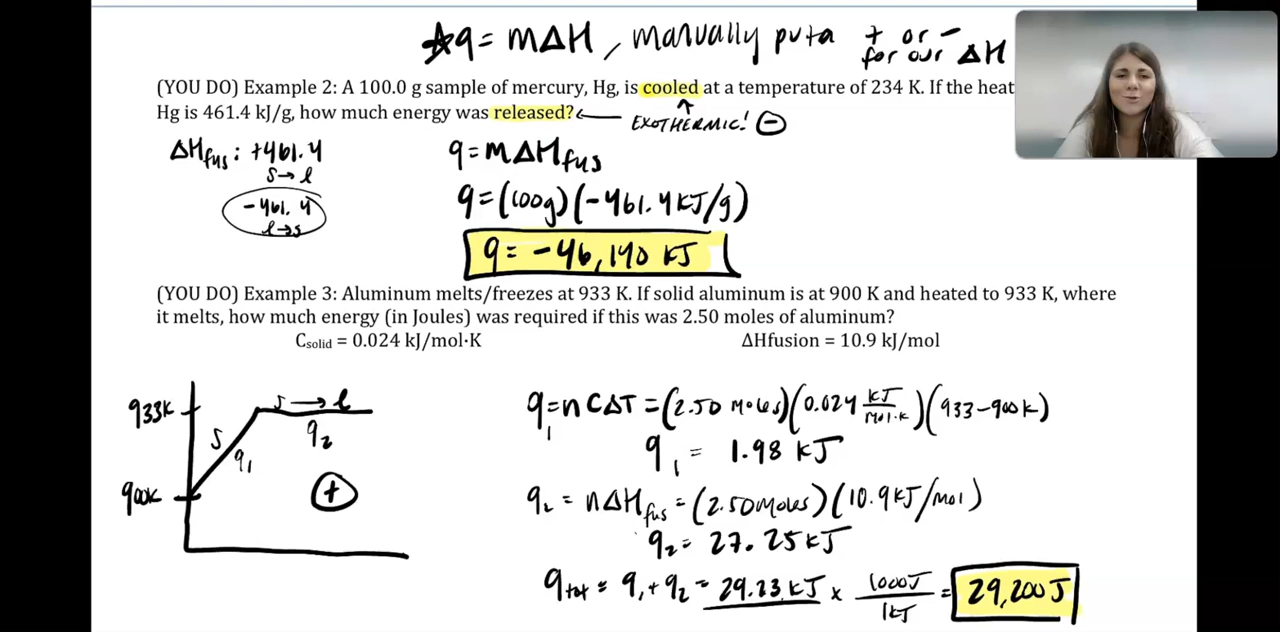 ☆q = mΔH, manually put a + or −
for our ΔH
(YOU DO) Example 2: A 100.0 g sample of mercury, Hg, is cooled at a temperature of 234 K. If the heat
Hg is 461.4 kJ/g, how much energy was released? ← EXOTHERMIC! ⊖
ΔHfus: +461.4
s→l
-461.4
l→s
q = mΔHfus
q = (100g)(-461.4 kJ/g)
q = -46,140 kJ
(YOU DO) Example 3: Aluminum melts/freezes at 933 K. If solid aluminum is at 900 K and heated to 933 K, where
it melts, how much energy (in Joules) was required if this was 2.50 moles of aluminum?
Csolid = 0.024 kJ/mol·K ΔHfusion = 10.9 kJ/mol
933K
s → l
s
q1
q2
900K
+
q1 = nCΔT = (2.50 moles)(0.024 kJ/mol·K)(933-900K)
q1 = 1.98 kJ
q2 = nΔHfus = (2.50 moles)(10.9 kJ/mol)
q2 = 27.25 kJ
qtot = q1 + q2 = 29.23 kJ x 1000J/1kJ = 29,200 J